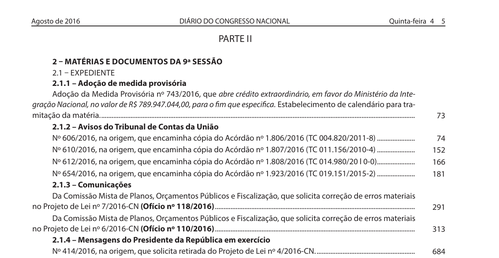 Agosto de 2016 DIÁRIO DO CONGRESSO NACIONAL Quinta-feira 4 5
PARTE II
2 – MATÉRIAS E DOCUMENTOS DA 9ª SESSÃO
2.1 – EXPEDIENTE
2.1.1 – Adoção de medida provisória
Adoção da Medida Provisória nº 743/2016, que abre crédito extraordinário, em favor do Ministério da Inte-
gração Nacional, no valor de R$ 789.947.044,00, para o fim que especifica. Estabelecimento de calendário para tra-
mitação da matéria. 73
2.1.2 – Avisos do Tribunal de Contas da União
Nº 606/2016, na origem, que encaminha cópia do Acórdão nº 1.806/2016 (TC 004.820/2011-8) 74
Nº 610/2016, na origem, que encaminha cópia do Acórdão nº 1.807/2016 (TC 011.156/2010-4) 152
Nº 612/2016, na origem, que encaminha cópia do Acórdão nº 1.808/2016 (TC 014.980/20l0-0) 166
Nº 654/2016, na origem, que encaminha cópia do Acórdão nº 1.923/2016 (TC 019.151/2015-2) 181
2.1.3 – Comunicações
Da Comissão Mista de Planos, Orçamentos Públicos e Fiscalização, que solicita correção de erros materiais
no Projeto de Lei nº 7/2016-CN (Ofício nº 118/2016) 291
Da Comissão Mista de Planos, Orçamentos Públicos e Fiscalização, que solicita correção de erros materiais
no Projeto de Lei nº 6/2016-CN (Ofício nº 110/2016) 313
2.1.4 – Mensagens do Presidente da República em exercício
Nº 414/2016, na origem, que solicita retirada do Projeto de Lei nº 4/2016-CN. 684